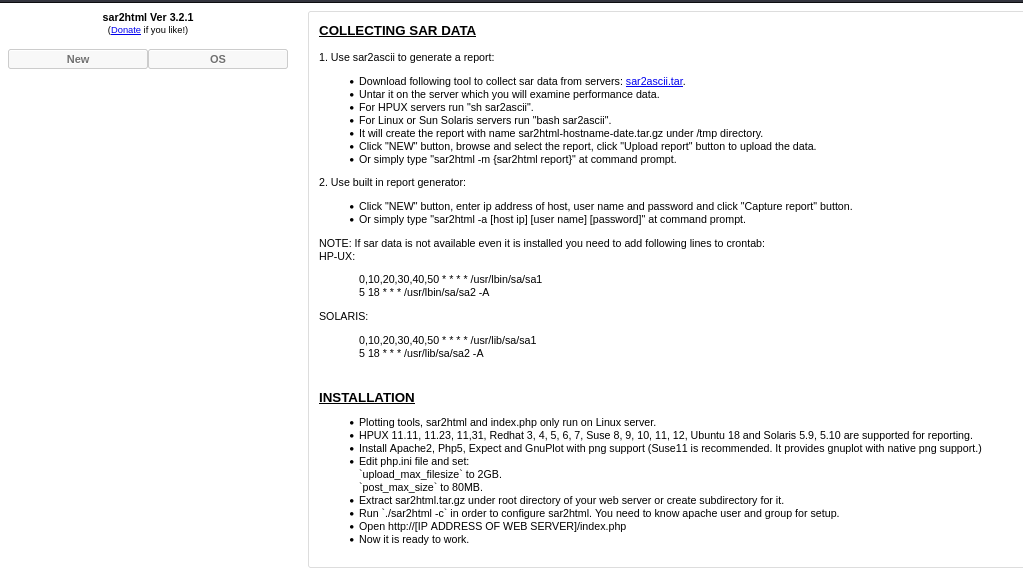 sar2html Ver 3.2.1
(Donate if you like!)
New
OS
COLLECTING SAR DATA
1. Use sar2ascii to generate a report:
• Download following tool to collect sar data from servers: sar2ascii.tar.
• Untar it on the server which you will examine performance data.
• For HPUX servers run "sh sar2ascii".
• For Linux or Sun Solaris servers run "bash sar2ascii".
• It will create the report with name sar2html-hostname-date.tar.gz under /tmp directory.
• Click "NEW" button, browse and select the report, click "Upload report" button to upload the data.
• Or simply type "sar2html -m {sar2html report}" at command prompt.
2. Use built in report generator:
• Click "NEW" button, enter ip address of host, user name and password and click "Capture report" button.
• Or simply type "sar2html -a [host ip] [user name] [password]" at command prompt.
NOTE: If sar data is not available even it is installed you need to add following lines to crontab:
HP-UX:
0,10,20,30,40,50 * * * * /usr/lbin/sa/sa1
5 18 * * * /usr/lbin/sa/sa2 -A
SOLARIS:
0,10,20,30,40,50 * * * * /usr/lib/sa/sa1
5 18 * * * /usr/lib/sa/sa2 -A
INSTALLATION
• Plotting tools, sar2html and index.php only run on Linux server.
• HPUX 11.11, 11.23, 11,31, Redhat 3, 4, 5, 6, 7, Suse 8, 9, 10, 11, 12, Ubuntu 18 and Solaris 5.9, 5.10 are supported for reporting.
• Install Apache2, Php5, Expect and GnuPlot with png support (Suse11 is recommended. It provides gnuplot with native png support.)
• Edit php.ini file and set:
`upload_max_filesize` to 2GB.
`post_max_size` to 80MB.
• Extract sar2html.tar.gz under root directory of your web server or create subdirectory for it.
• Run `./sar2html -c` in order to configure sar2html. You need to know apache user and group for setup.
• Open http://[IP ADDRESS OF WEB SERVER]/index.php
• Now it is ready to work.